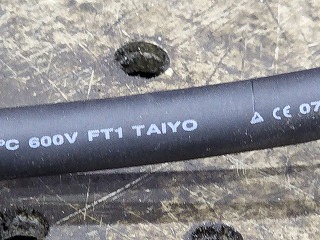 PC 600V FT1 TAIYO △ CE 07